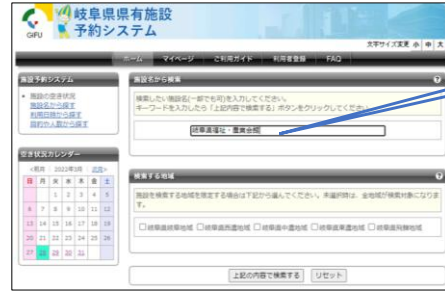 GIFU
岐阜県県有施設
予約システム
文字サイズ変更 小 中 大
ホーム マイページ ご利用ガイド 利用者登録 FAQ
施設予約システム
施設の空き状況
施設名から探す
利用日時から探す
目的や人数から探す
空き状況カレンダー
<前月 2022年3月 次月>
日 月 火 水 木 金 土
1 2 3 4 5
6 7 8 9 10 11 12
13 14 15 16 17 18 19
20 21 22 23 24 25 26
27 28 29 30 31
施設名から検索
検索したい施設名(一部でも可)を入力してください。
キーワードを入力したら「上記内容で検索する」ボタンをクリックしてください。
岐阜県福祉・農業会館
検索する地域
施設を検索する地域を限定する場合は下記から選んでください。未選択時は、全地域が検索対象になりま
す。
岐阜県岐阜地域 岐阜県西濃地域 岐阜県中濃地域 岐阜県東濃地域 岐阜県飛騨地域
上記の内容で検索する リセット